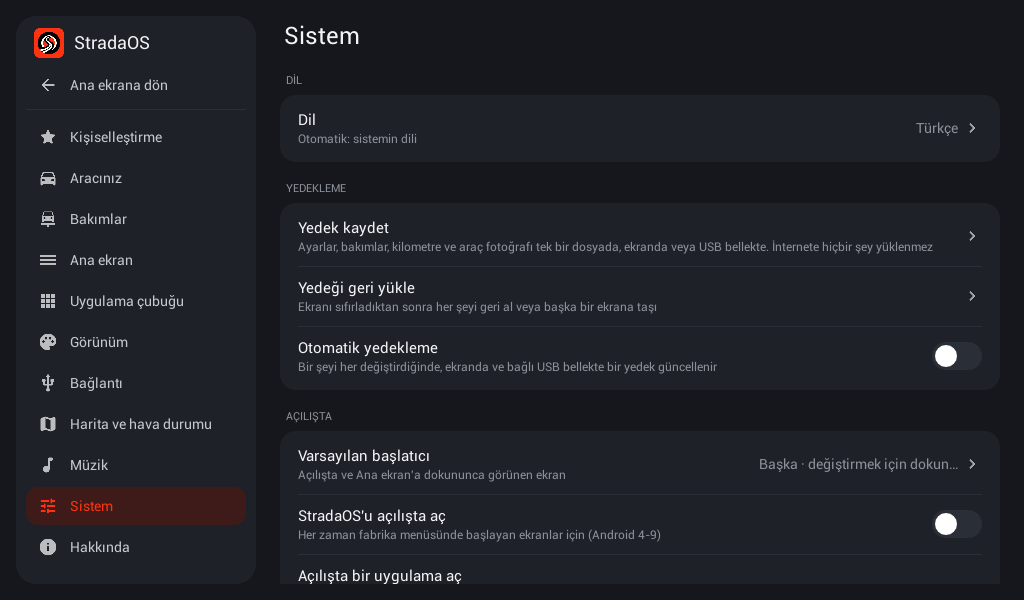 StradaOS
Ana ekrana dön
Kişiselleştirme
Aracınız
Bakımlar
Ana ekran
Uygulama çubuğu
Görünüm
Bağlantı
Harita ve hava durumu
Müzik
Sistem
Hakkında
Sistem
DİL
Dil
Otomatik: sistemin dili
Türkçe
YEDEKLEME
Yedek kaydet
Ayarlar, bakımlar, kilometre ve araç fotoğrafı tek bir dosyada, ekranda veya USB bellekte. İnternete hiçbir şey yüklenmez
Yedeği geri yükle
Ekranı sıfırladıktan sonra her şeyi geri al veya başka bir ekrana taşı
Otomatik yedekleme
Bir şeyi her değiştirdiğinde, ekranda ve bağlı USB bellekte bir yedek güncellenir
AÇILIŞTA
Varsayılan başlatıcı
Açılışta ve Ana ekran'a dokununca görünen ekran
Başka · değiştirmek için dokun…
StradaOS'u açılışta aç
Her zaman fabrika menüsünde başlayan ekranlar için (Android 4-9)
Açılışta bir uygulama aç